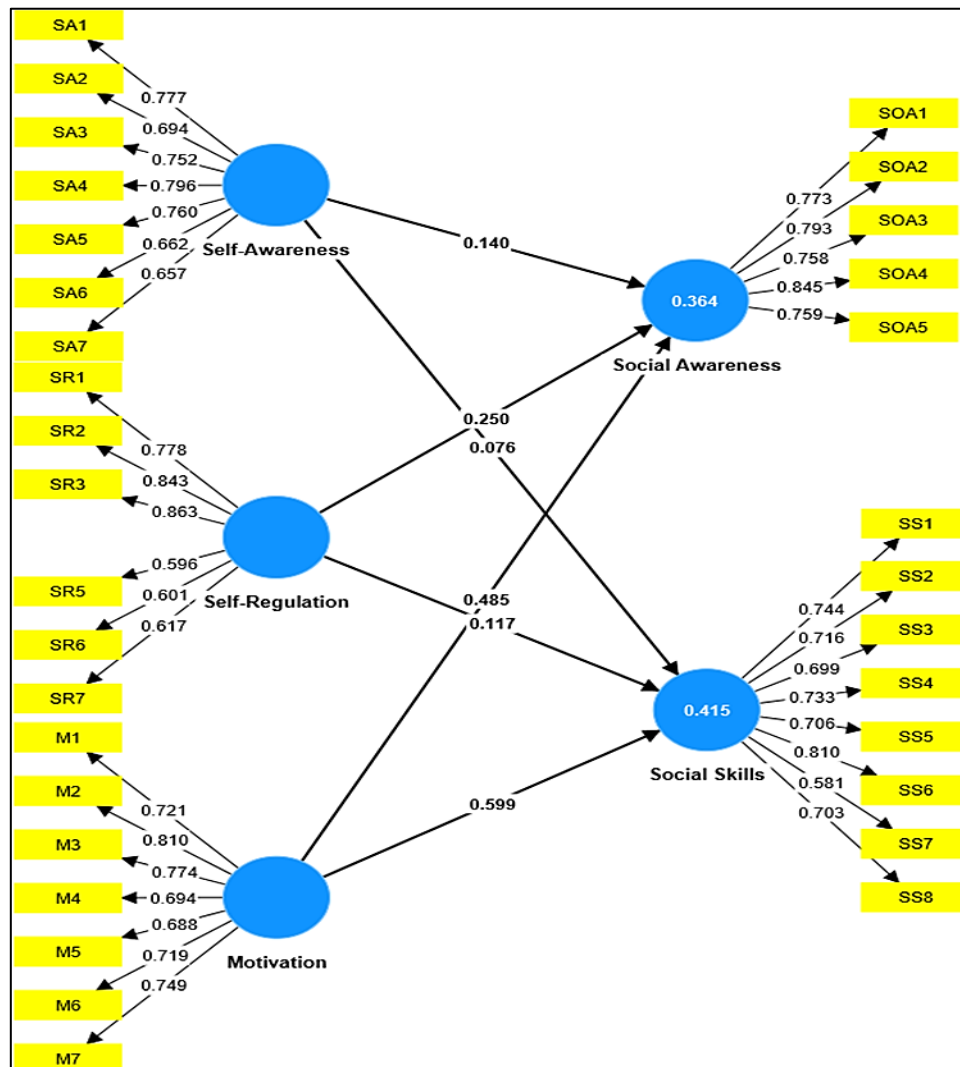 SA1
SA2
SA3
SA4
SA5
SA6
SA7
0.777
0.694
0.752
0.796
0.760
0.662
0.657
Self-Awareness
SR1
SR2
SR3
SR5
SR6
SR7
0.778
0.843
0.863
0.596
0.601
0.617
Self-Regulation
M1
M2
M3
M4
M5
M6
M7
0.721
0.810
0.774
0.694
0.688
0.719
0.749
Motivation
0.140
0.250
0.076
0.485
0.117
0.599
0.364
Social Awareness
0.773
0.793
0.758
0.845
0.759
SOA1
SOA2
SOA3
SOA4
SOA5
0.415
Social Skills
0.744
0.716
0.699
0.733
0.706
0.810
0.581
0.703
SS1
SS2
SS3
SS4
SS5
SS6
SS7
SS8